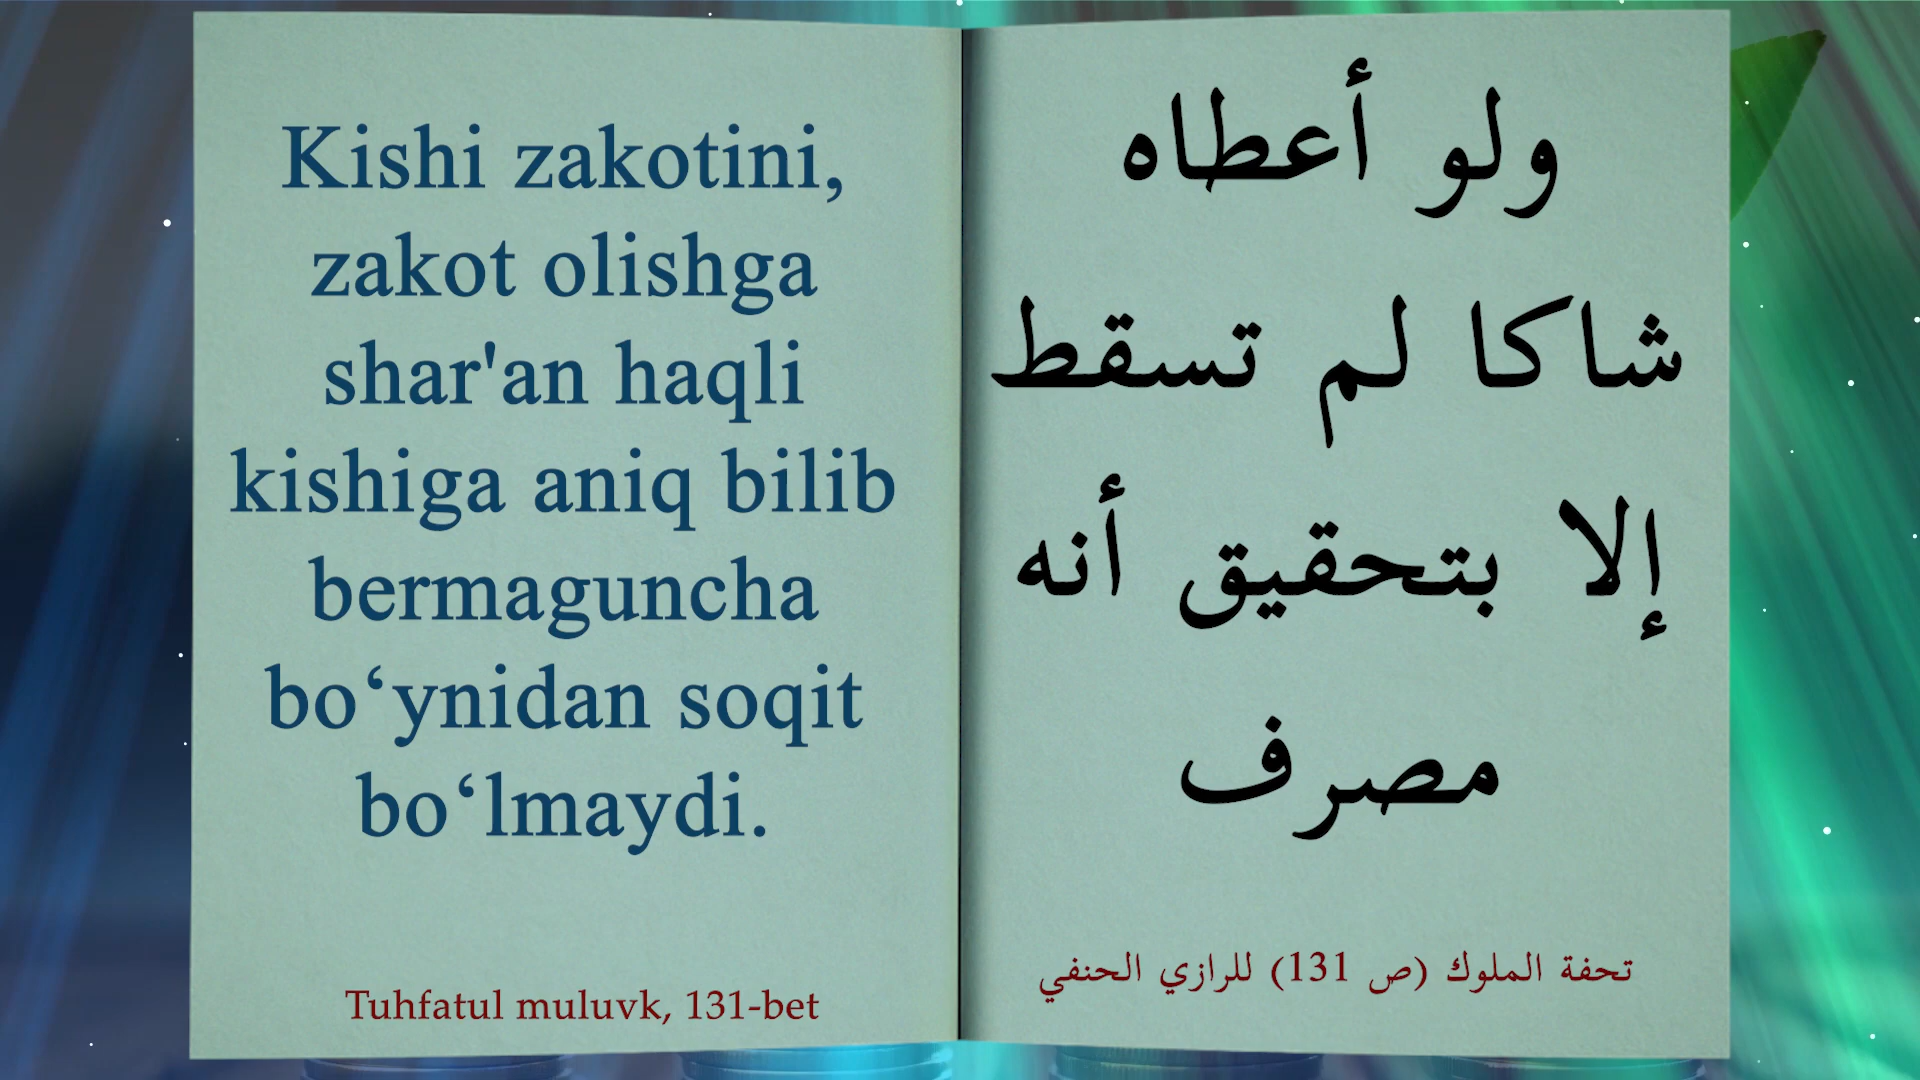 Kishi zakotini,
zakot olishga
shar'an haqli
kishiga aniq bilib
bermaguncha
bo‘ynidan soqit
bo‘lmaydi.
Tuhfatul muluvk, 131-bet
ولو أعطاه
شاكا لم تسقط
إلا بتحقيق أنه
مصرف
تحفة الملوك (ص 131) للرازي الحنفي